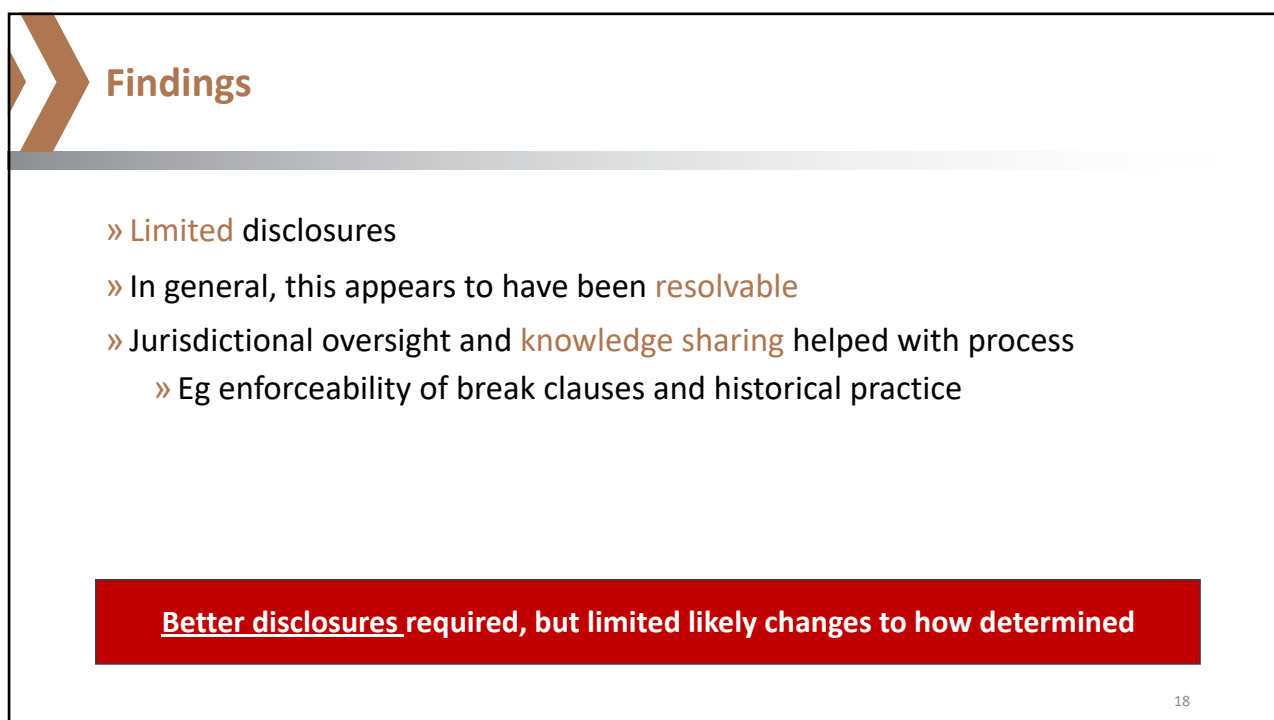 Findings
» Limited disclosures
» In general, this appears to have been resolvable
» Jurisdictional oversight and knowledge sharing helped with process
» Eg enforceability of break clauses and historical practice
Better disclosures required, but limited likely changes to how determined
18